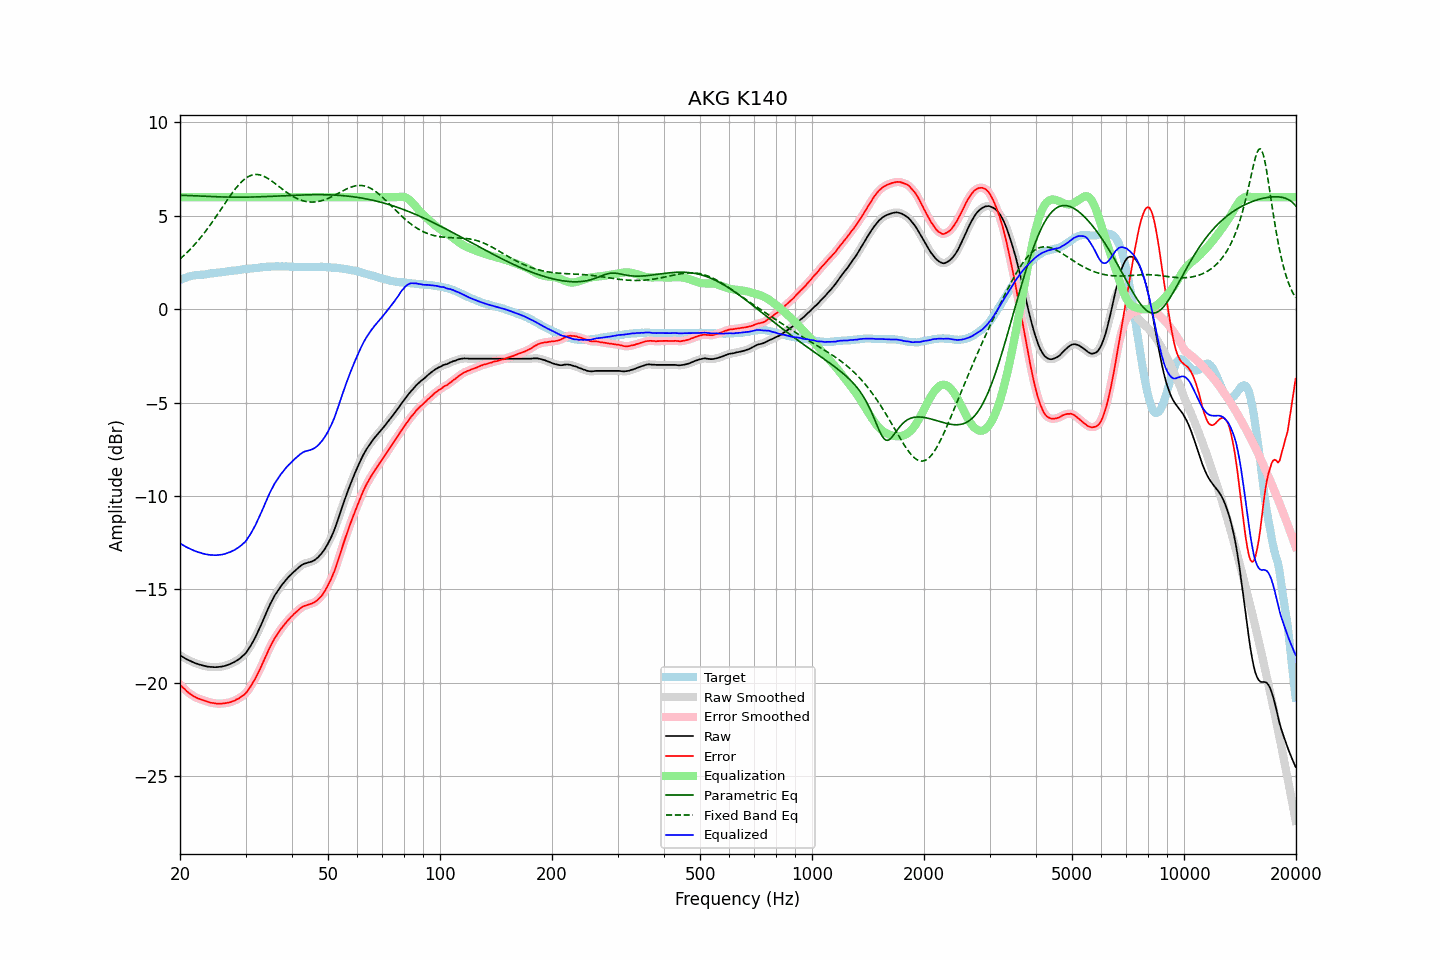 AKG K140
10
5
0
−5
−10
−15
−20
−25
Amplitude (dBr)
20
50
100
200
500
1000
2000
5000
10000
20000
Frequency (Hz)
Target
Raw Smoothed
Error Smoothed
Raw
Error
Equalization
Parametric Eq
Fixed Band Eq
Equalized